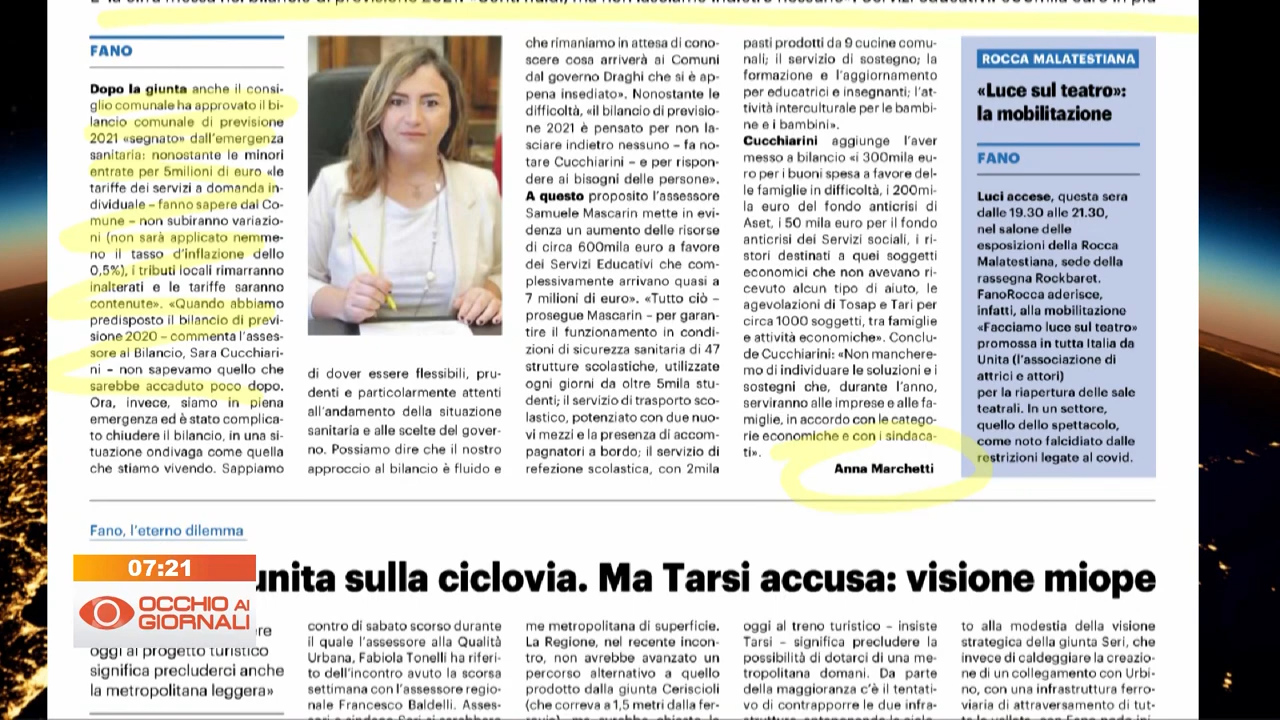 FANO
Dopo la giunta anche il consi-
glio comunale ha approvato il bi-
lancio comunale di previsione
2021 «segnato» dall'emergenza
sanitaria: nonostante le minori
entrate per 5milioni di euro «le
tariffe dei servizi a domanda in-
dividuale – fanno sapere dal Co-
mune – non subiranno variazio-
ni (non sarà applicato nemme-
no il tasso d'inflazione dello
0,5%), i tributi locali rimarranno
inalterati e le tariffe saranno
contenute». «Quando abbiamo
predisposto il bilancio di previ-
sione 2020 – commenta l'asses-
sore al Bilancio, Sara Cucchiari-
ni – non sapevamo quello che
sarebbe accaduto poco dopo.
Ora, invece, siamo in piena
emergenza ed è stato complica-
to chiudere il bilancio, in una si-
tuazione ondivaga come quella
che stiamo vivendo. Sappiamo
di dover essere flessibili, pru-
denti e particolarmente attenti
all'andamento della situazione
sanitaria e alle scelte del gover-
no. Possiamo dire che il nostro
approccio al bilancio è fluido e
che rimaniamo in attesa di cono-
scere cosa arriverà ai Comuni
dal governo Draghi che si è ap-
pena insediato». Nonostante le
difficoltà, «il bilancio di previsio-
ne 2021 è pensato per non la-
sciare indietro nessuno – fa no-
tare Cucchiarini – e per rispon-
dere ai bisogni delle persone».
A questo proposito l'assessore
Samuele Mascarin mette in evi-
denza un aumento delle risorse
di circa 600mila euro a favore
dei Servizi Educativi che com-
plessivamente arrivano quasi a
7 milioni di euro». «Tutto ciò –
prosegue Mascarin – per garan-
tire il funzionamento in condi-
zioni di sicurezza sanitaria di 47
strutture scolastiche, utilizzate
ogni giorni da oltre 5mila stu-
denti; il servizio di trasporto sco-
lastico, potenziato con due nuo-
vi mezzi e la presenza di accom-
pagnatori a bordo; il servizio di
refezione scolastica, con 2mila
pasti prodotti da 9 cucine comu-
nali; il servizio di sostegno; la
formazione e l'aggiornamento
per educatori e insegnanti; l'at-
tività interculturale per le bambi-
ne e i bambini».
Cucchiarini aggiunge l'aver
messo a bilancio «i 300mila eu-
ro per i buoni spesa a favore del-
le famiglie in difficoltà, i 200mi-
la euro del fondo anticrisi di
Aset, i 50 mila euro per il fondo
anticrisi dei Servizi sociali, i ri-
stori destinati a quei soggetti
economici che non avevano ri-
cevuto alcun tipo di aiuto, le
agevolazioni di Tosap e Tari per
circa 1000 soggetti, tra famiglie
e attività economiche». Conclu-
de Cucchiarini: «Non manchere-
mo di individuare le soluzioni e i
sostegni che, durante l'anno,
serviranno alle imprese e alle fa-
miglie, in accordo con le catego-
rie economiche e con i sindaca-
ti».
Anna Marchetti
ROCCA MALATESTIANA
«Luce sul teatro»:
la mobilitazione
FANO
Luci accese, questa sera
dalle 19.30 alle 21.30,
nel salone delle
esposizioni della Rocca
Malatestiana, sede della
rassegna Rockbaret.
FanoRocca aderisce,
infatti, alla mobilitazione
«Facciamo luce sul teatro»
promossa in tutta Italia da
Unita (l'associazione di
attrici e attori)
per la riapertura delle sale
teatrali. In un settore,
quello dello spettacolo,
come noto falcidiato dalle
restrizioni legate al covid.
Fano, l'eterno dilemma
unita sulla ciclovia. Ma Tarsi accusa: visione miope
07:21
OCCHIO AI
GIORNALI
oggi al progetto turistico
significa precluderci anche
la metropolitana leggera»
contro di sabato scorso durante
il quale l'assessore alla Qualità
Urbana, Fabiola Tonelli ha riferi-
to dell'incontro avuto la scorsa
settimana con l'assessore regio-
nale Francesco Baldelli. Asses-
me metropolitana di superficie.
La Regione, nel recente incon-
tro, non avrebbe avanzato un
percorso alternativo a quello
prodotto dalla giunta Ceriscioli
(che correva a 1,5 metri dalla fer-
oggi al treno turistico – insiste
Tarsi – significa precludere la
possibilità di dotarci di una me-
tropolitana domani. Da parte
della maggioranza c'è il tentati-
vo di contrapporre le due infra-
to alla modestia della visione
strategica della giunta Seri, che
invece di caldeggiare la creazio-
ne di un collegamento con Urbi-
no, con una infrastruttura ferro-
viaria di attraversamento di tut-